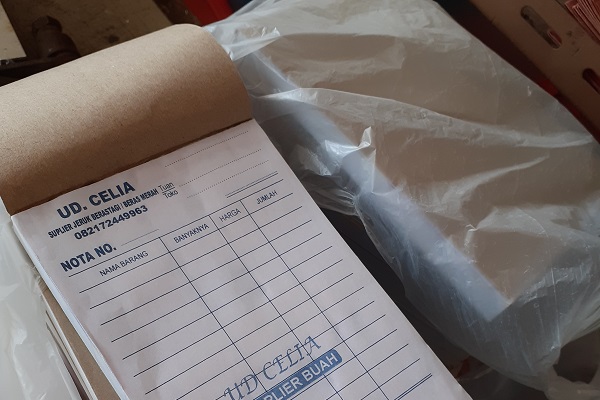 UD. CELIA
SUPLIER JERUK BERASTAGI / BERAS MERAH
082172449963
Tuan
Toko
NOTA NO.
NAMA BARANG BANYAKNYA HARGA JUMLAH
UD CELIA
SUPLIER BUAH